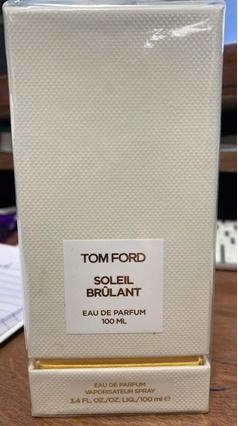 TOM FORD
SOLEIL
BRÛLANT
EAU DE PARFUM
100 ML
EAU DE PARFUM
VAPORISATEUR SPRAY
3.4 FL. OZ./OZ. LIQ./100 ml ℮